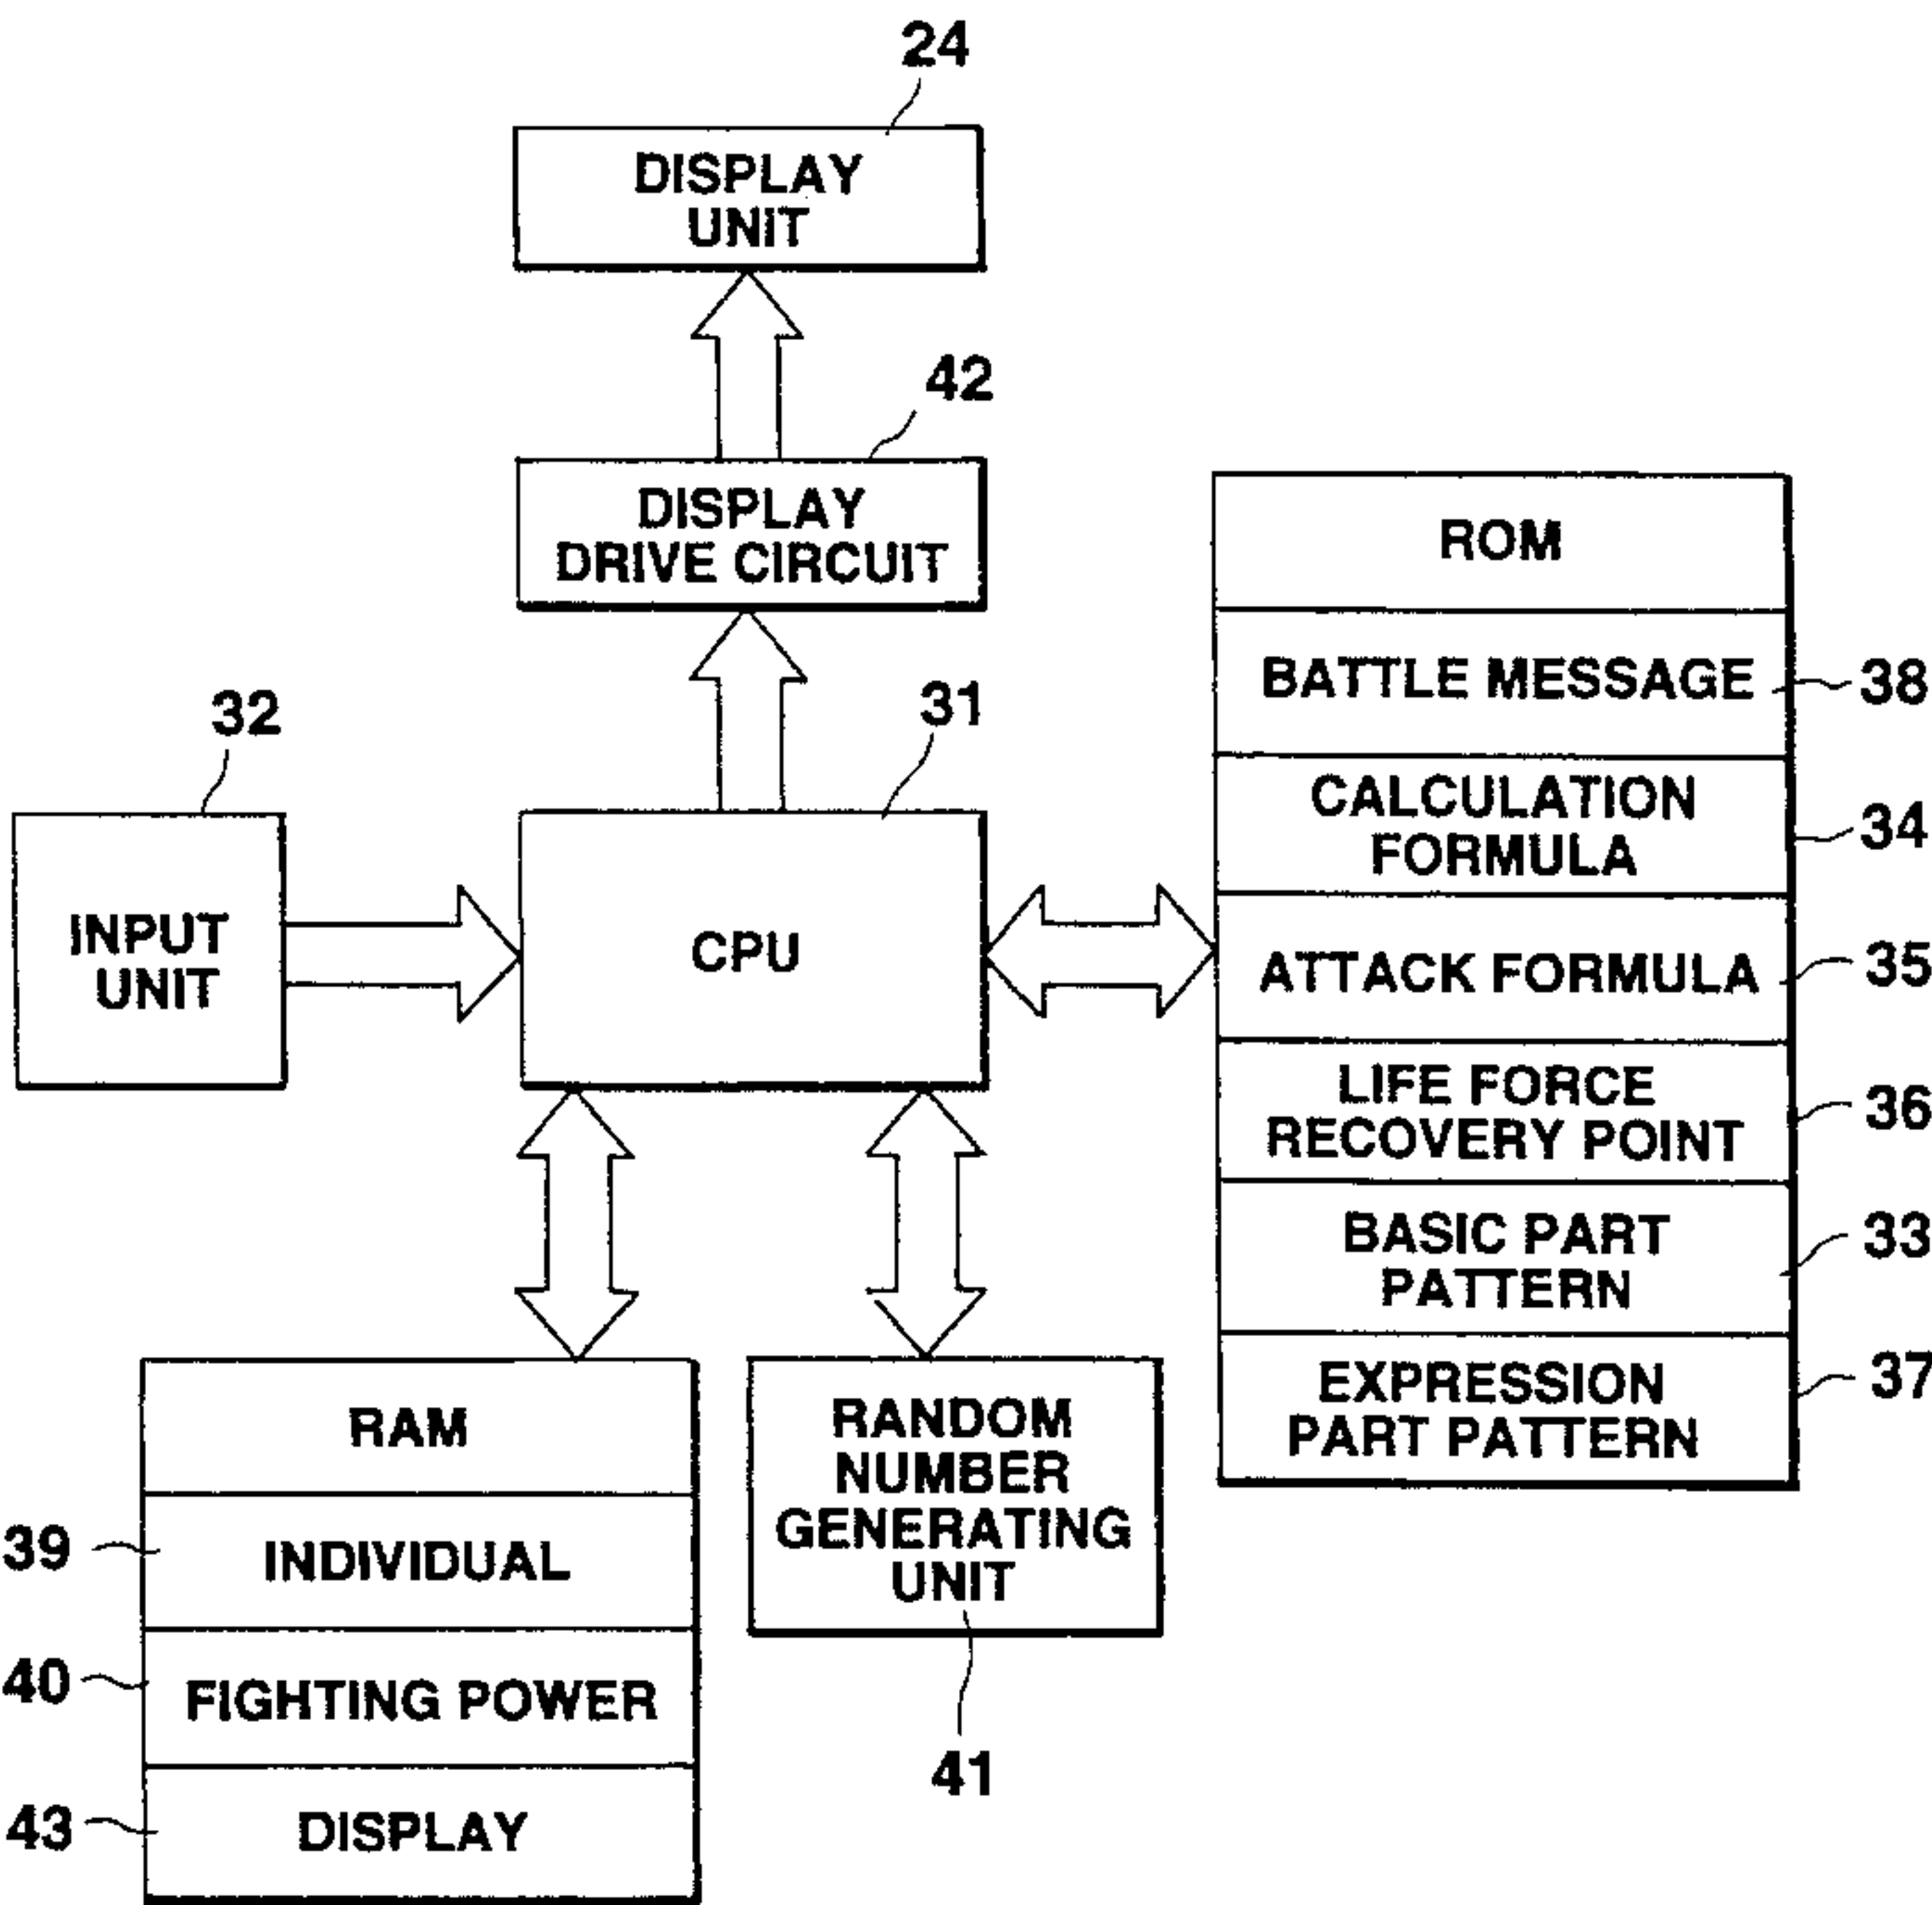 24
DISPLAY
UNIT
42
DISPLAY
DRIVE CIRCUIT
32
INPUT
UNIT
31
CPU
ROM
BATTLE MESSAGE
38
CALCULATION
FORMULA
34
ATTACK FORMULA
35
LIFE FORCE
RECOVERY POINT
36
BASIC PART
PATTERN
33
EXPRESSION
PART PATTERN
37
RAM
39
INDIVIDUAL
40
FIGHTING POWER
43
DISPLAY
RANDOM
NUMBER
GENERATING
UNIT
41